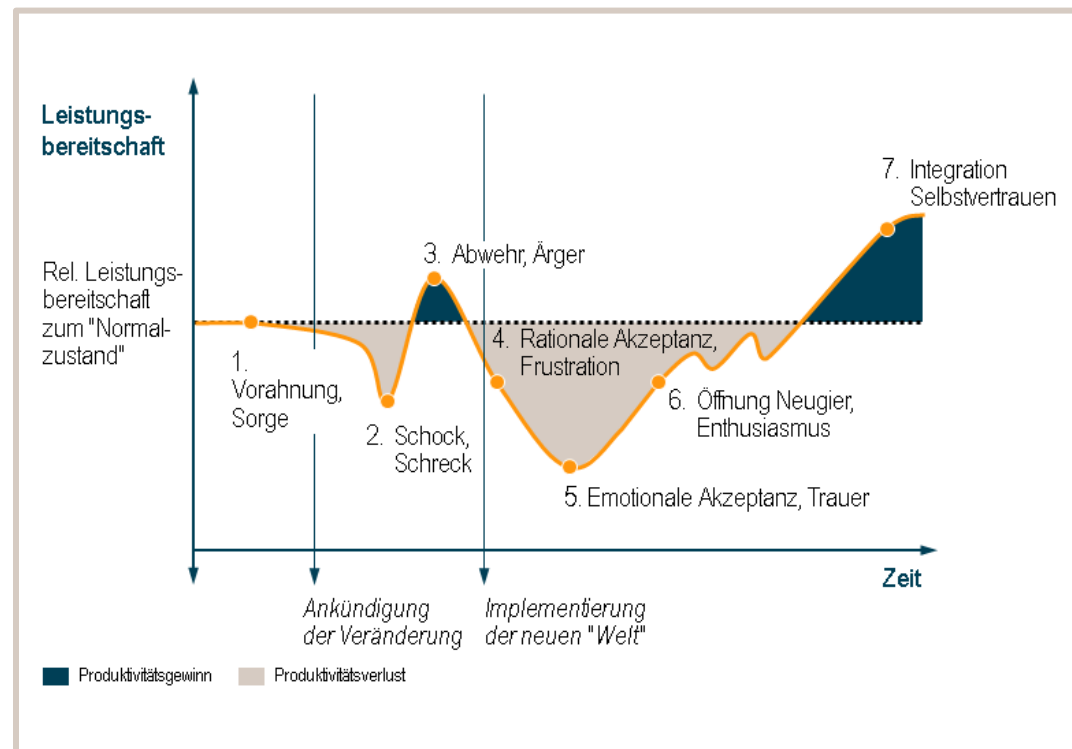 Leistungs-
bereitschaft
7. Integration
Selbstvertrauen
3. Abwehr, Ärger
Rel. Leistungs-
bereitschaft
zum "Normal-
zustand"
4. Rationale Akzeptanz,
Frustration
1.
Vorahnung,
Sorge
6. Öffnung Neugier,
Enthusiasmus
2. Schock,
Schreck
5. Emotionale Akzeptanz, Trauer
Zeit
Ankündigung
der Veränderung
Implementierung
der neuen "Welt"
Produktivitätsgewinn
Produktivitätsverlust